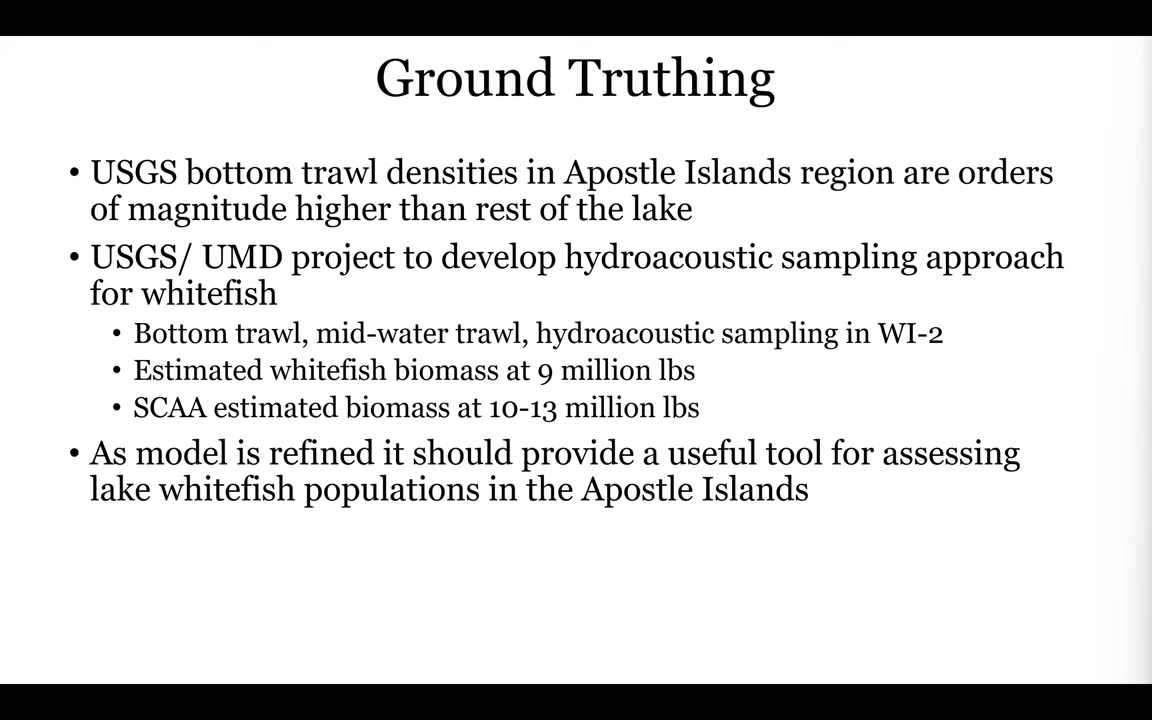 Ground Truthing
• USGS bottom trawl densities in Apostle Islands region are orders
of magnitude higher than rest of the lake
• USGS/ UMD project to develop hydroacoustic sampling approach
for whitefish
• Bottom trawl, mid-water trawl, hydroacoustic sampling in WI-2
• Estimated whitefish biomass at 9 million lbs
• SCAA estimated biomass at 10-13 million lbs
• As model is refined it should provide a useful tool for assessing
lake whitefish populations in the Apostle Islands